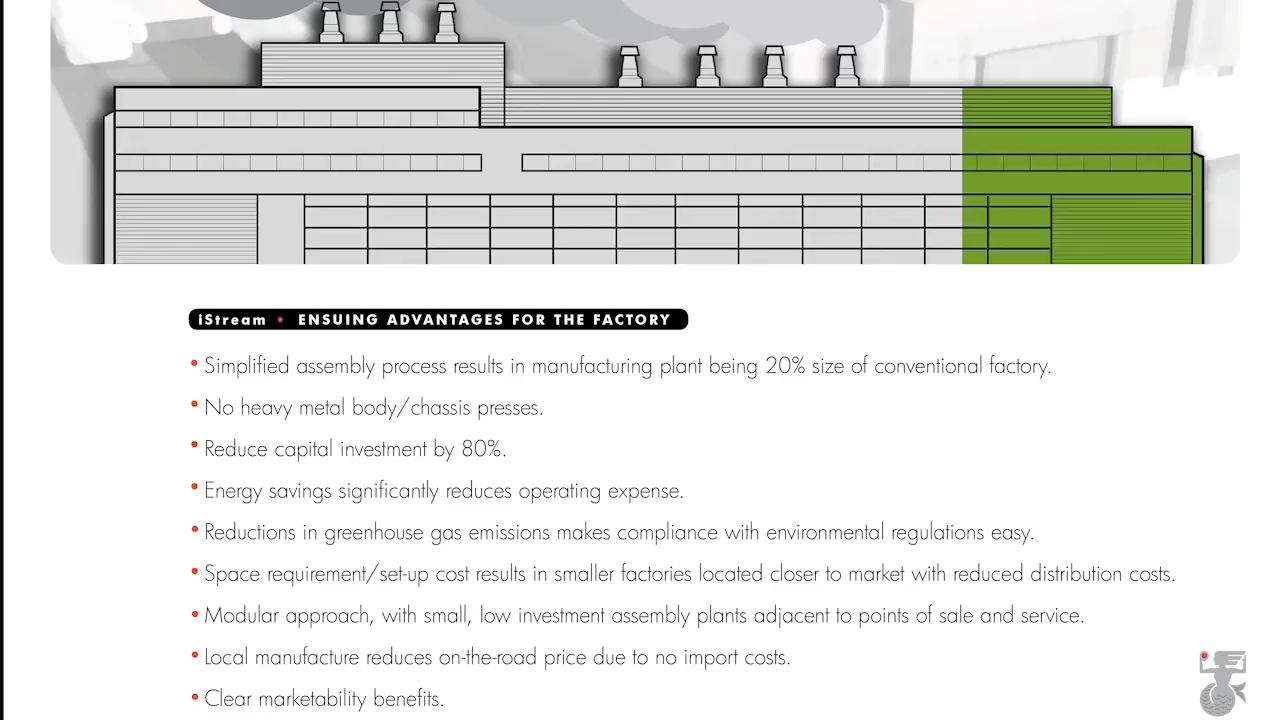 iStream • ENSUING ADVANTAGES FOR THE FACTORY
• Simplified assembly process results in manufacturing plant being 20% size of conventional factory.
• No heavy metal body/chassis presses.
• Reduce capital investment by 80%.
• Energy savings significantly reduces operating expense.
• Reductions in greenhouse gas emissions makes compliance with environmental regulations easy.
• Space requirement/set-up cost results in smaller factories located closer to market with reduced distribution costs.
• Modular approach, with small, low investment assembly plants adjacent to points of sale and service.
• Local manufacture reduces on-the-road price due to no import costs.
• Clear marketability benefits.